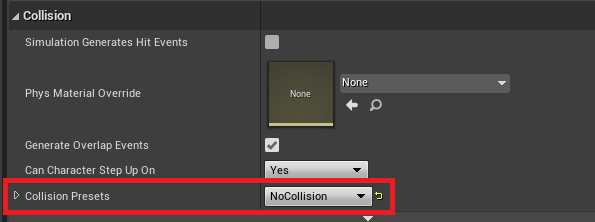 Collision
Simulation Generates Hit Events
Phys Material Override
None
None
Generate Overlap Events
Can Character Step Up On
Yes
Collision Presets
NoCollision